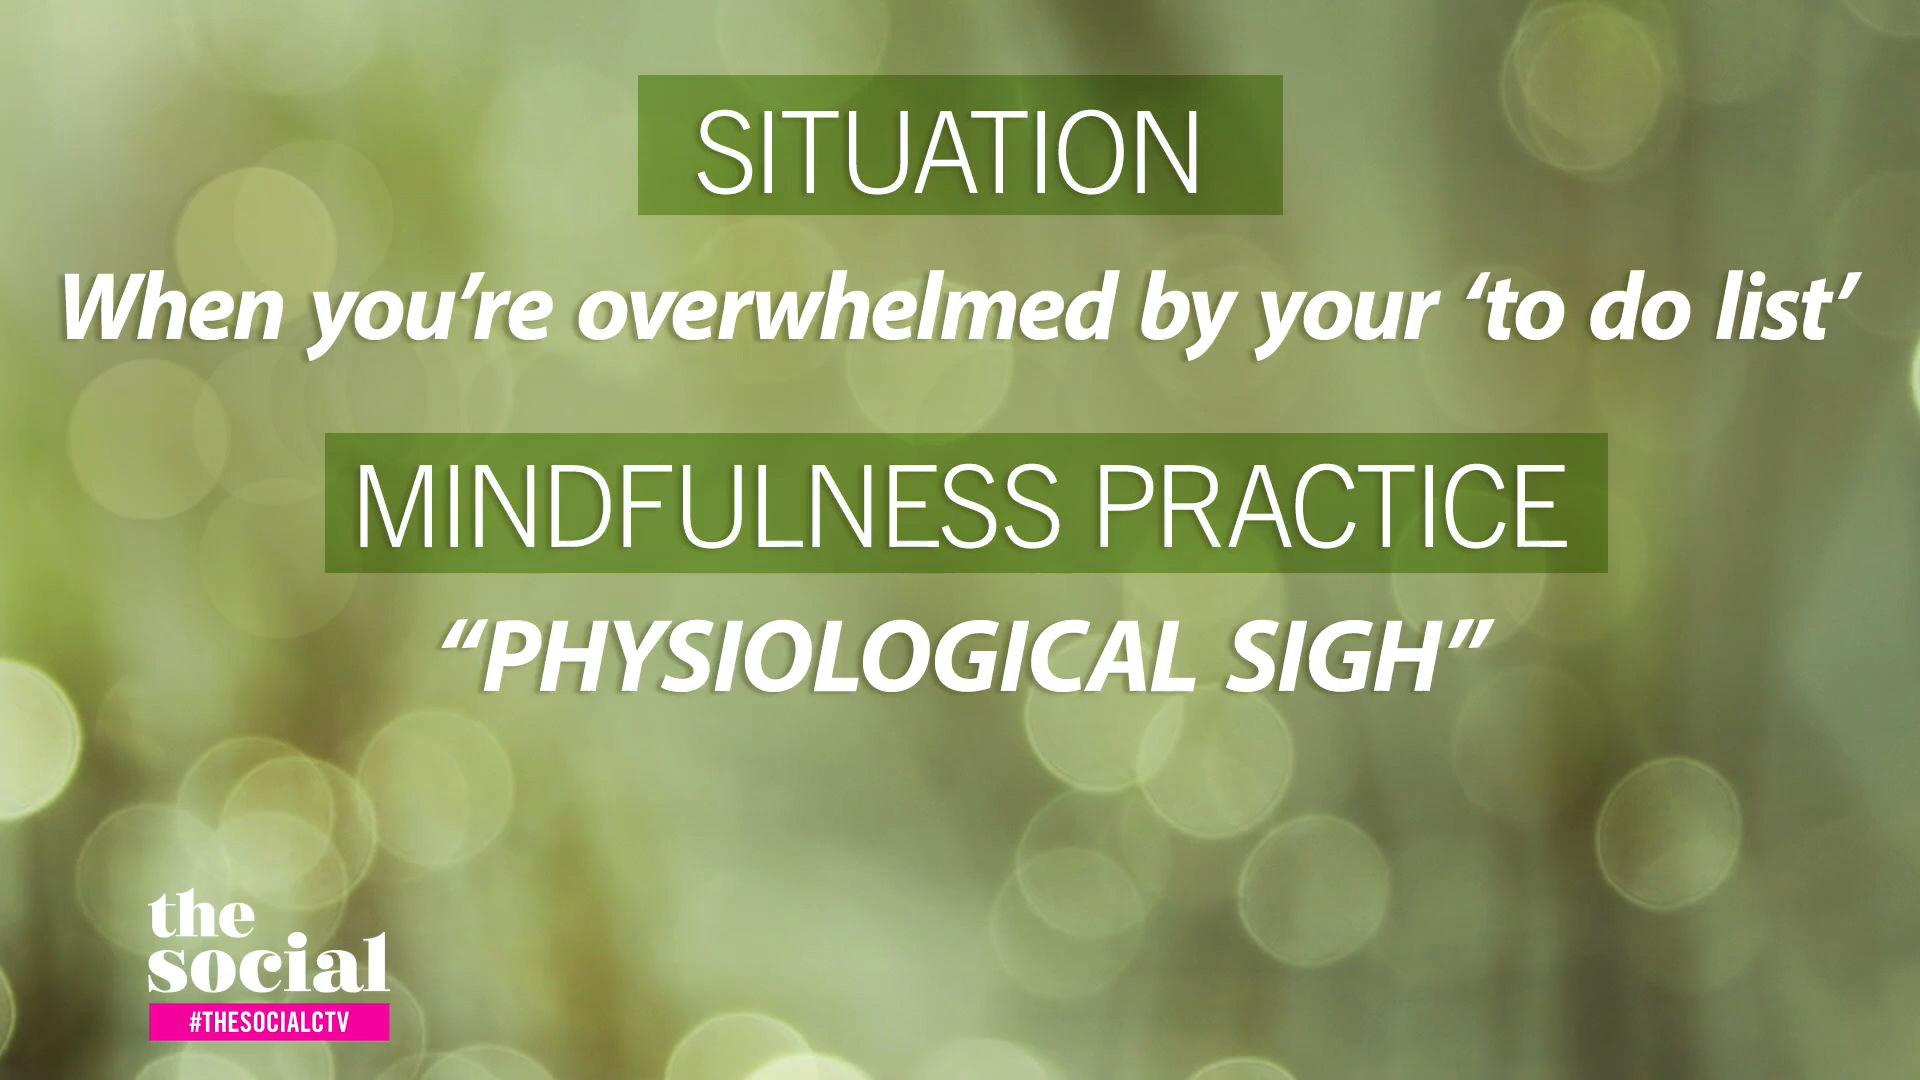 SITUATION
When you’re overwhelmed by your ‘to do list’
MINDFULNESS PRACTICE
“PHYSIOLOGICAL SIGH”
the
social
#THESOCIALCTV